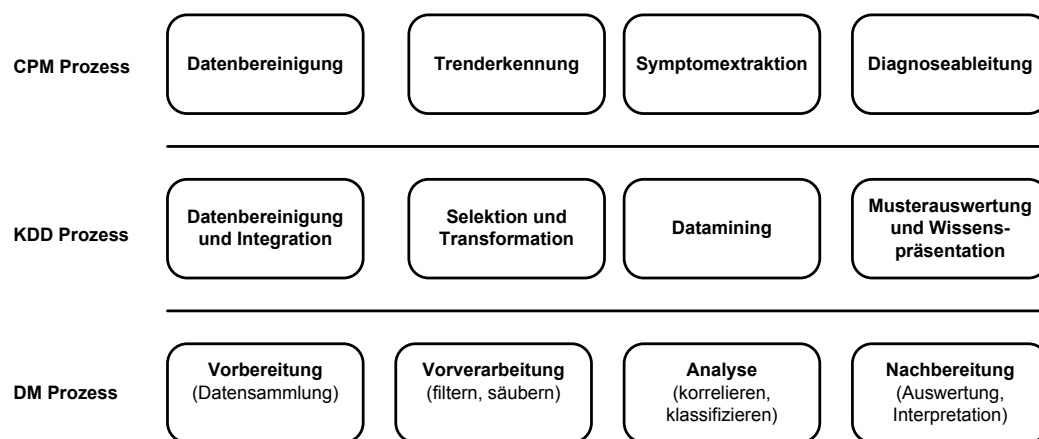 CPM Prozess
Datenbereinigung
Trenderkennung
Symptomextraktion
Diagnoseableitung
KDD Prozess
Datenbereinigung
und Integration
Selektion und
Transformation
Datamining
Musterauswertung
und Wissens-
präsentation
DM Prozess
Vorbereitung
(Datensammlung)
Vorverarbeitung
(filtern, säubern)
Analyse
(korrelieren,
klassifizieren)
Nachbereitung
(Auswertung,
Interpretation)